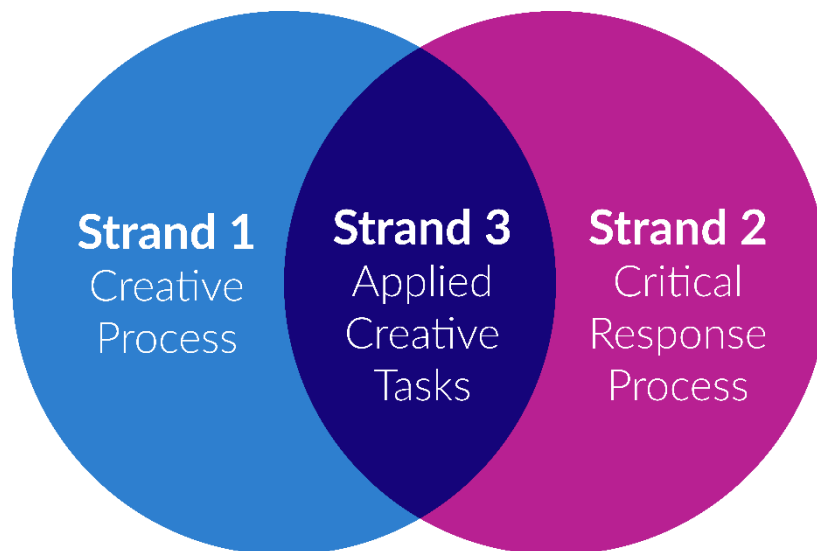 Strand 1
Creative
Process
Strand 3
Applied
Creative
Tasks
Strand 2
Critical
Response
Process